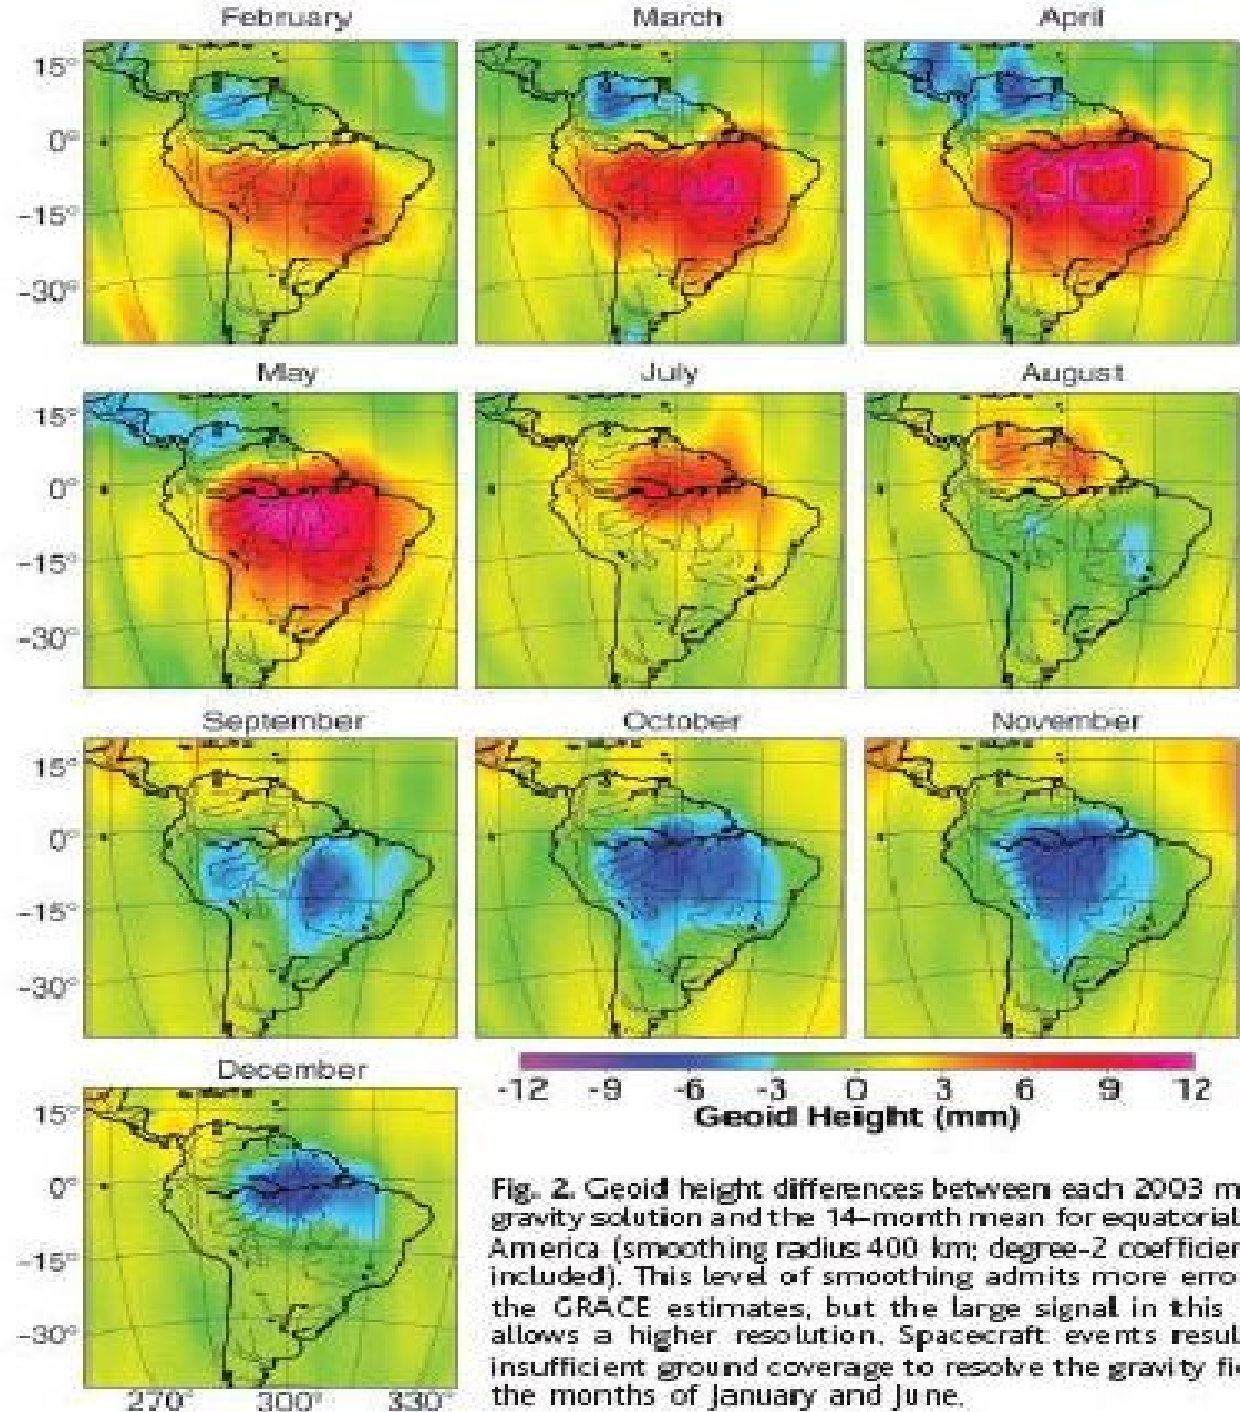 February March April
15°
0°
-15°
-30°
May July August
15°
0°
-15°
-30°
September October November
15°
0°
-15°
-30°
December
15°
0°
-15°
-30°
270° 300° 330°
-12 -9 -6 -3 0 3 6 9 12
Geoid Height (mm)
Fig. 2. Geoid height differences between each 2003 m
gravity solution and the 14-month mean for equatorial
America (smoothing radius 400 km; degree-2 coefficien
included). This level of smoothing admits more erro
the GRACE estimates, but the large signal in this
allows a higher resolution. Spacecraft events resul
insufficient ground coverage to resolve the gravity fie
the months of January and June.